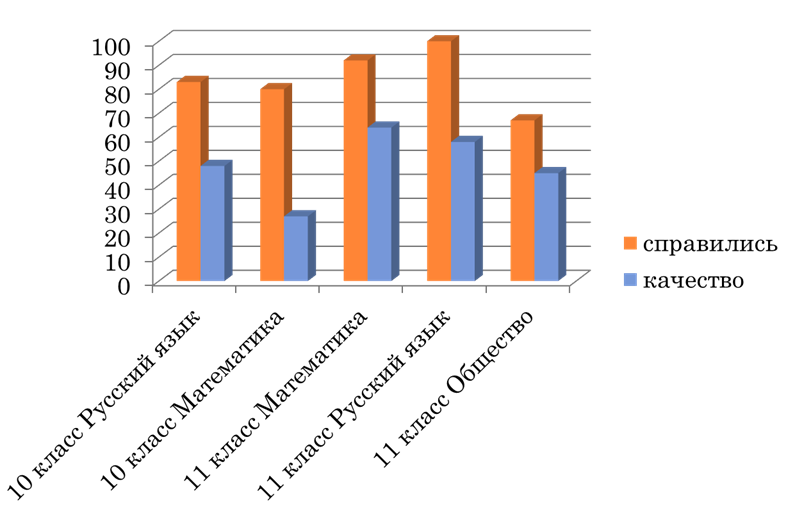 100
90
80
70
60
50
40
30
20
10
0
10 класс Русский язык
10 класс Математика
11 класс Математика
11 класс Русский язык
11 класс Общество
справились
качество